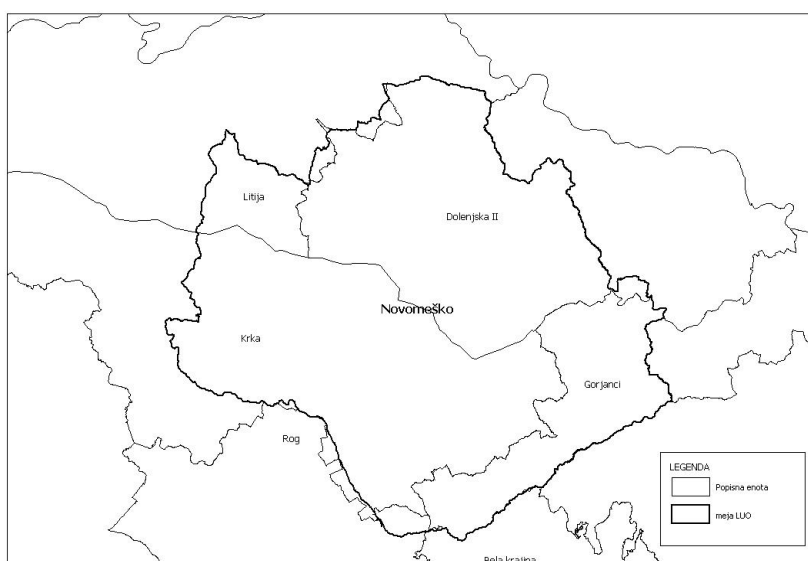 Litija
Dolenjska II
Novomeško
Krka
Gorjanci
Rog
LEGENDA
Popisna enota
meja LUO
Bela krajina